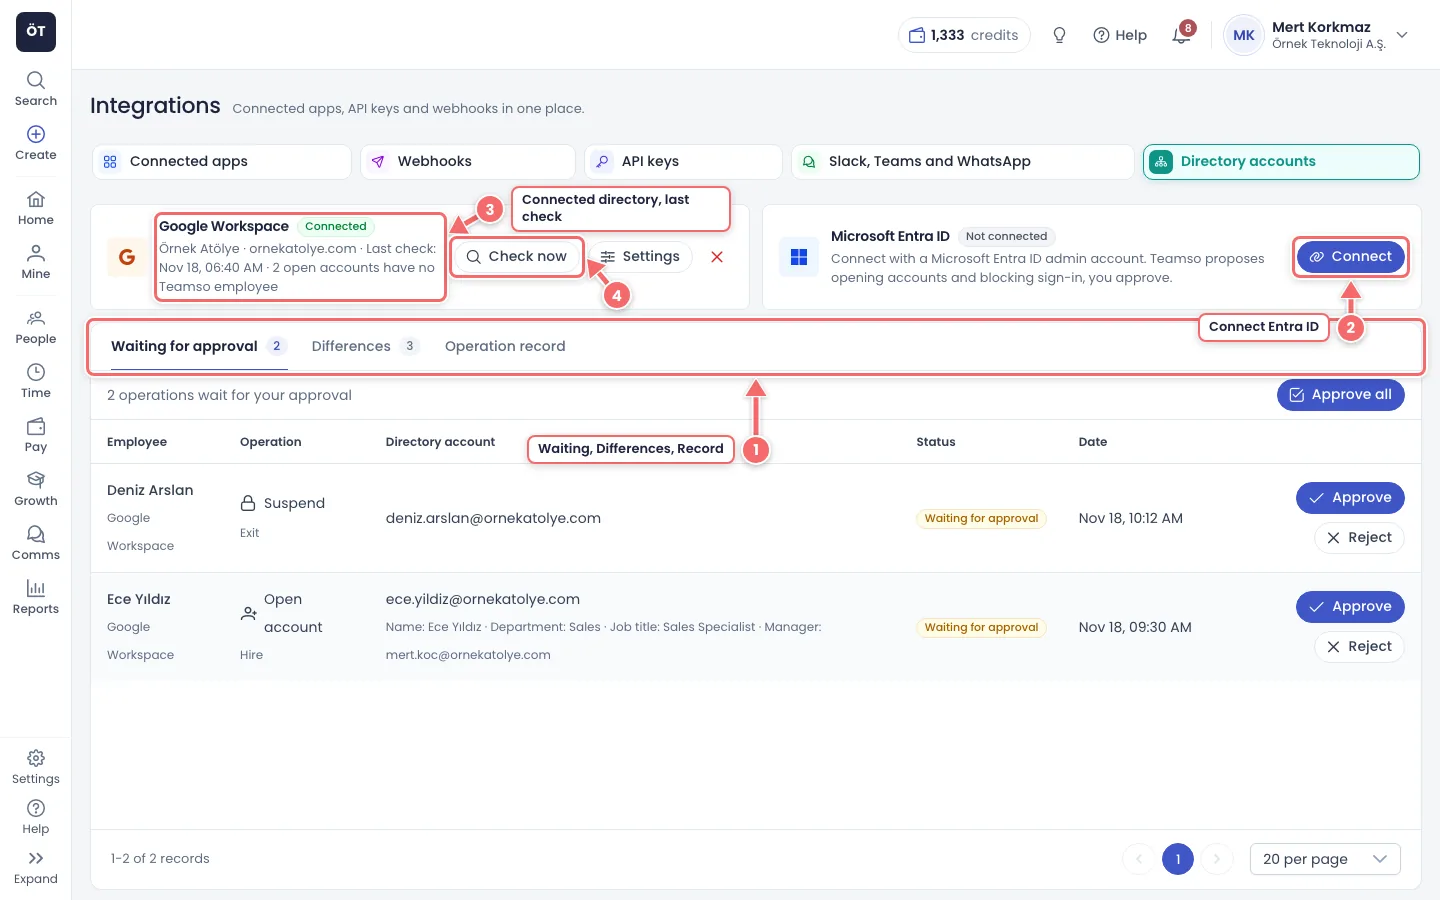 ÖT
1,333 credits
Help
8
MK
Mert Korkmaz
Örnek Teknoloji A.Ş.
Search
Create
Home
Mine
People
Time
Pay
Growth
Comms
Reports
Settings
Help
Expand
Integrations
Connected apps, API keys and webhooks in one place.
Connected apps
Webhooks
API keys
Slack, Teams and WhatsApp
Directory accounts
G
Google Workspace Connected
Örnek Atölye · ornekatolye.com · Last check:
Nov 18, 06:40 AM · 2 open accounts have no
Teamso employee
3
Connected directory, last
check
Check now
Settings
4
Microsoft Entra ID Not connected
Connect with a Microsoft Entra ID admin account. Teamso proposes
opening accounts and blocking sign-in, you approve.
Connect
Connect Entra ID
2
Waiting for approval 2
Differences 3
Operation record
2 operations wait for your approval
Approve all
Waiting, Differences, Record
1
Employee
Operation
Directory account
Status
Date
Deniz Arslan
Google
Workspace
Suspend
Exit
deniz.arslan@ornekatolye.com
Waiting for approval
Nov 18, 10:12 AM
Approve
Reject
Ece Yıldız
Google
Workspace
Open
account
Hire
ece.yildiz@ornekatolye.com
Name: Ece Yıldız · Department: Sales · Job title: Sales Specialist · Manager:
mert.koc@ornekatolye.com
Waiting for approval
Nov 18, 09:30 AM
Approve
Reject
1-2 of 2 records
1
20 per page